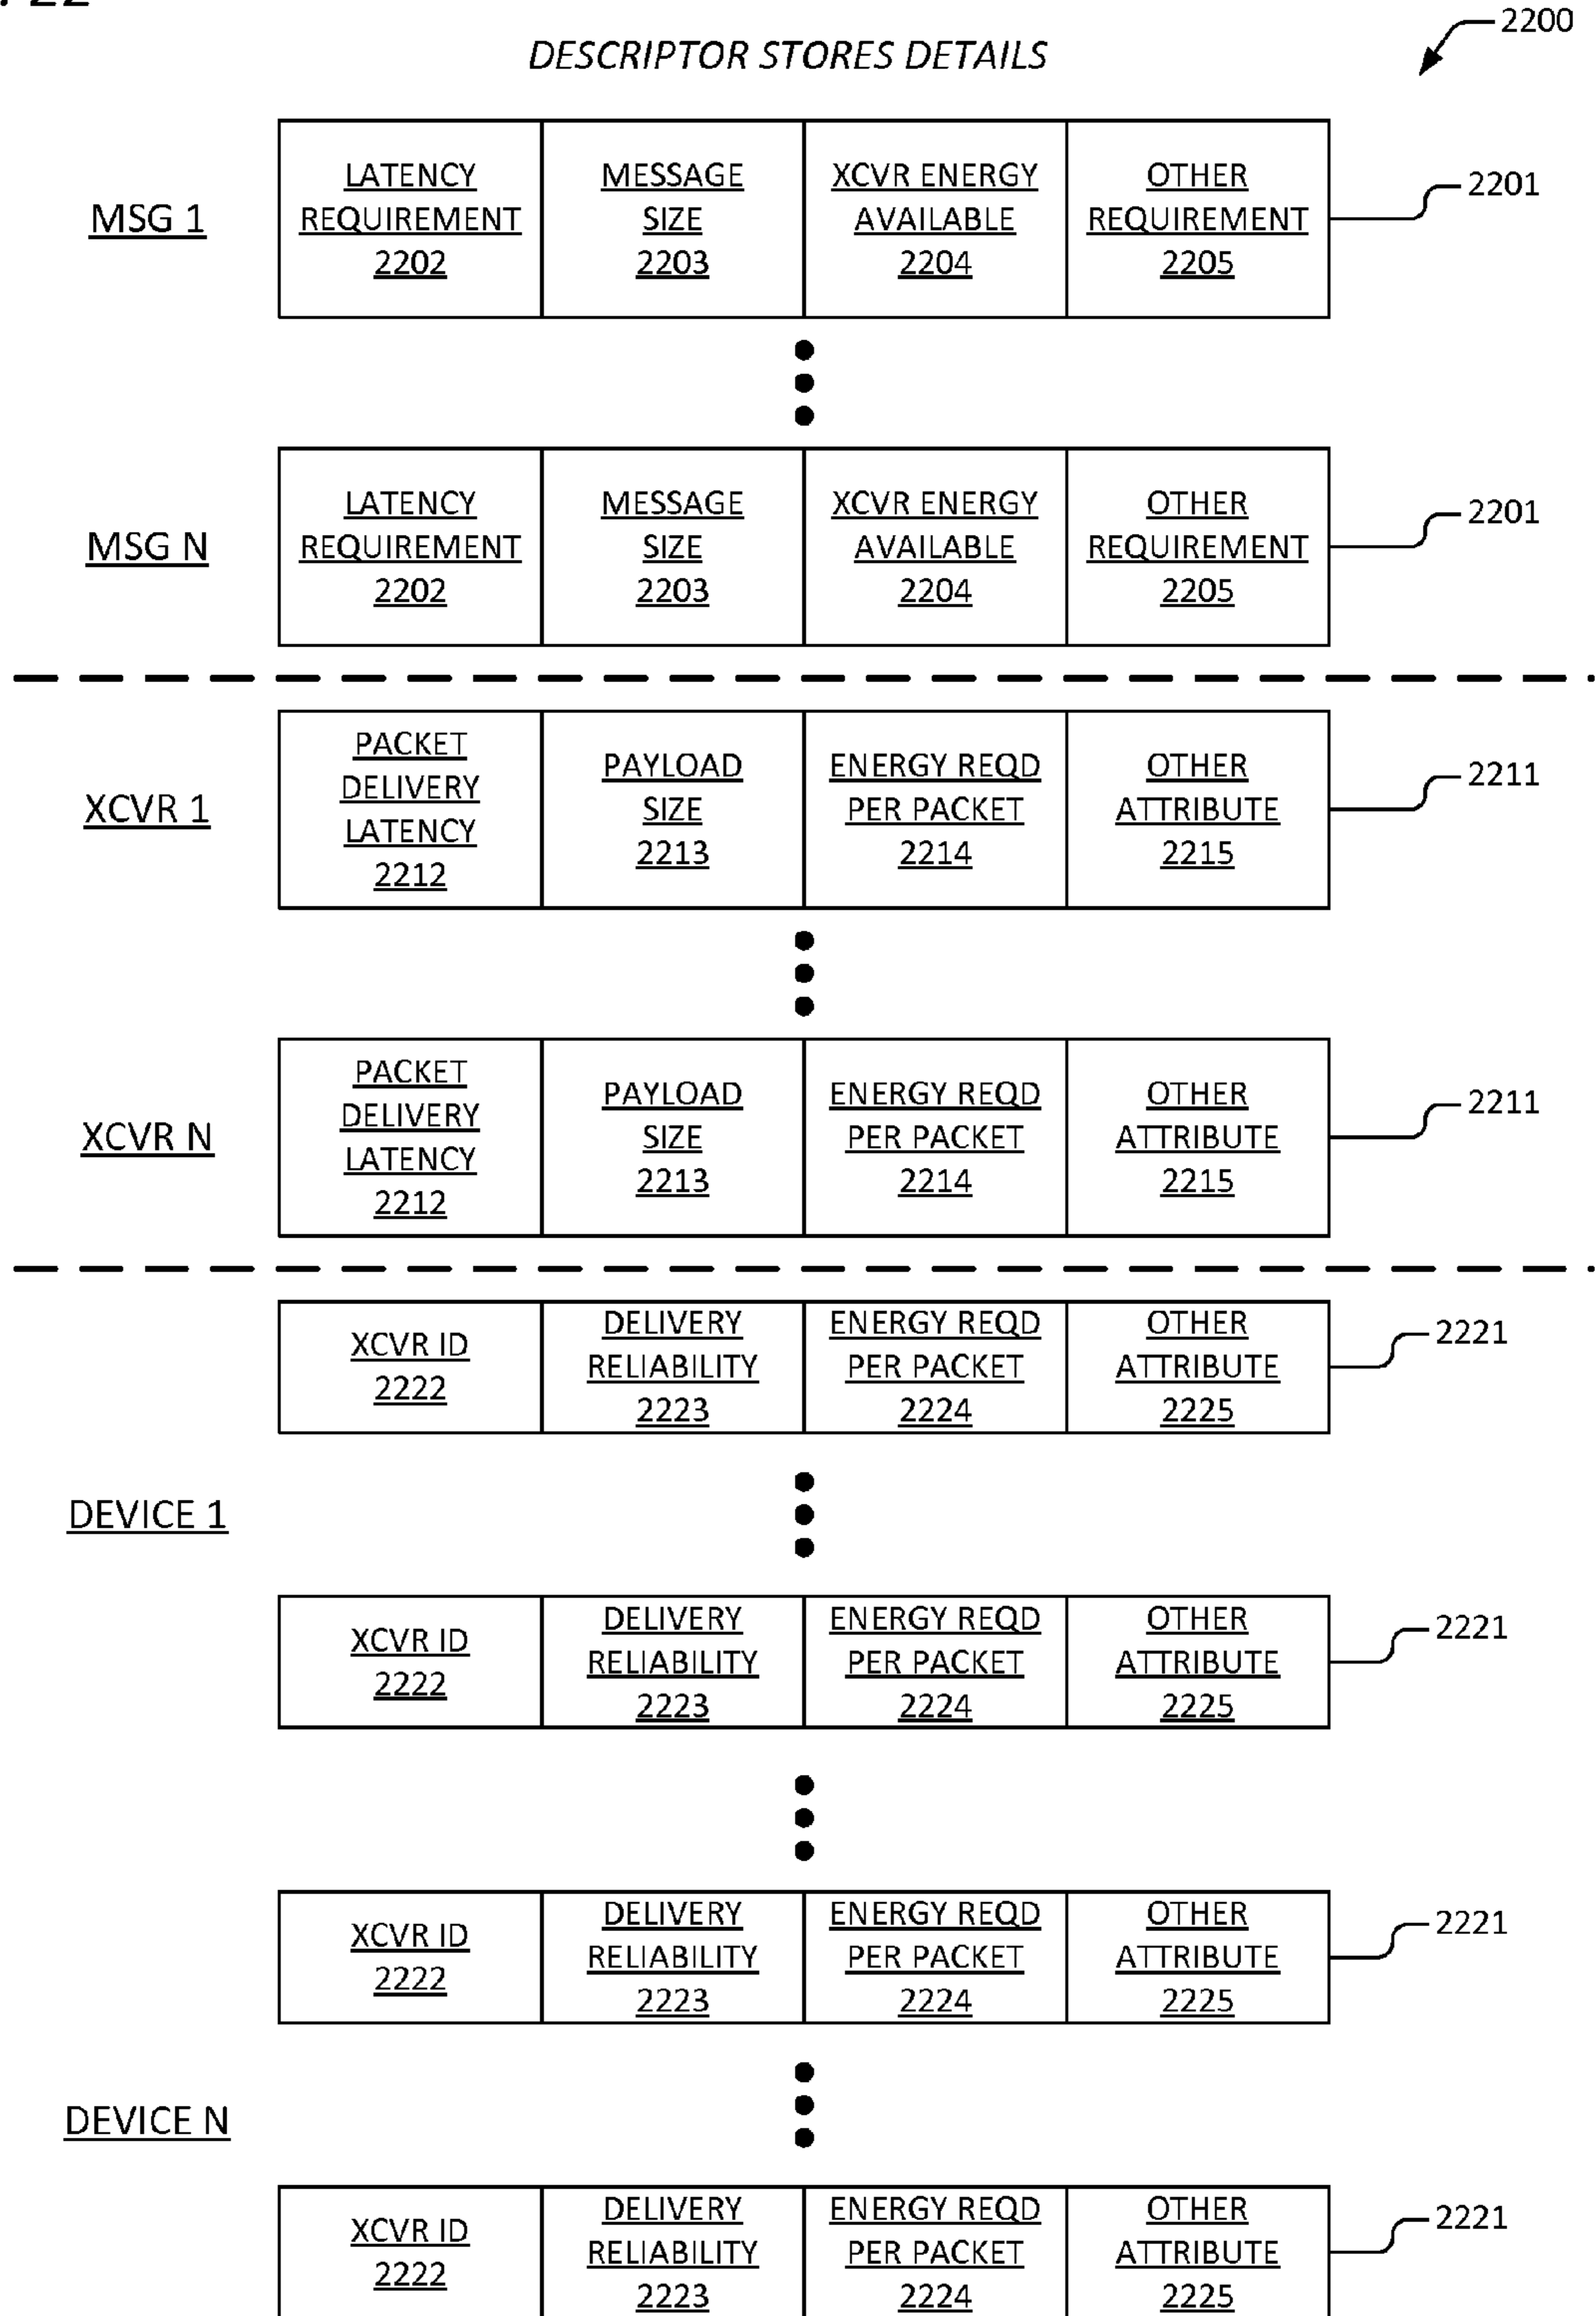 22
2200
DESCRIPTOR STORES DETAILS
MSG 1
LATENCY
REQUIREMENT
2202
MESSAGE
SIZE
2203
XCVR ENERGY
AVAILABLE
2204
OTHER
REQUIREMENT
2205
2201
MSG N
LATENCY
REQUIREMENT
2202
MESSAGE
SIZE
2203
XCVR ENERGY
AVAILABLE
2204
OTHER
REQUIREMENT
2205
2201
XCVR 1
PACKET
DELIVERY
LATENCY
2212
PAYLOAD
SIZE
2213
ENERGY REQD
PER PACKET
2214
OTHER
ATTRIBUTE
2215
2211
XCVR N
PACKET
DELIVERY
LATENCY
2212
PAYLOAD
SIZE
2213
ENERGY REQD
PER PACKET
2214
OTHER
ATTRIBUTE
2215
2211
XCVR ID
2222
DELIVERY
RELIABILITY
2223
ENERGY REQD
PER PACKET
2224
OTHER
ATTRIBUTE
2225
2221
DEVICE 1
XCVR ID
2222
DELIVERY
RELIABILITY
2223
ENERGY REQD
PER PACKET
2224
OTHER
ATTRIBUTE
2225
2221
XCVR ID
2222
DELIVERY
RELIABILITY
2223
ENERGY REQD
PER PACKET
2224
OTHER
ATTRIBUTE
2225
2221
DEVICE N
XCVR ID
2222
DELIVERY
RELIABILITY
2223
ENERGY REQD
PER PACKET
2224
OTHER
ATTRIBUTE
2225
2221